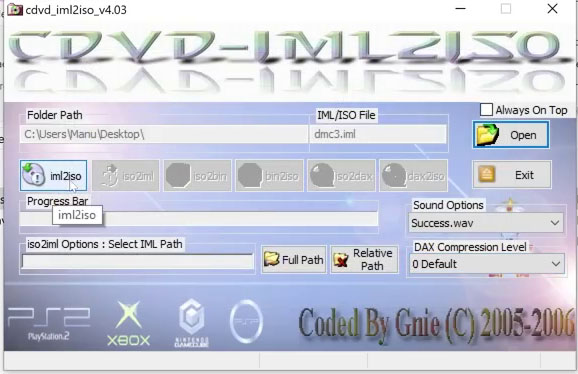 cdvd_iml2iso_v4.03
CDVD-IML2ISO
Folder Path
IML/ISO File
Always On Top
C:\Users\Manu\Desktop\
dmc3.iml
Open
iml2iso
iso2iml
iso2bin
bin2iso
iso2dax
dax2iso
Exit
Progress Bar
iml2iso
Sound Options
Success.wav
iso2iml Options : Select IML Path
Full Path
Relative
Path
DAX Compression Level
0 Default
PS2
PlayStation.2
XBOX
NINTENDO
GAMECUBE
PSP
Coded By Gnie (C) 2005-2006